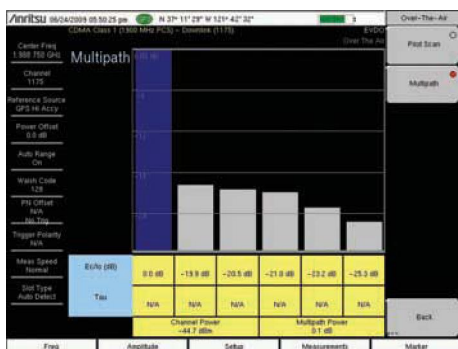 /Inritsu 06/24/2009 05:50:25 pm N 37° 11' 29" W 121° 42' 32" Over-The-Air
CDMA Class 1 (1900 MHz PCS) - Downlink (1175) EVDO
Over The Air
Center Freq
1.988 750 GHz
Channel
1175
Reference Source
GPS Hi Accy
Power Offset
0.0 dB
Auto Range
On
Walsh Code
128
PN Offset
N/A
No Trig
Trigger Polarity
N/A
Meas Speed
Normal
Slot Type
Auto Detect
Multipath
Pilot Scan
Multipath
Back
Ec/Io (dB) 0.0 dB -19.9 dB -20.5 dB -21.0 dB -23.2 dB -25.3 dB
Tau N/A N/A N/A N/A N/A N/A
Channel Power Multipath Power
-44.7 dBm 0.1 dB
Freq Amplitude Setup Measurements Marker